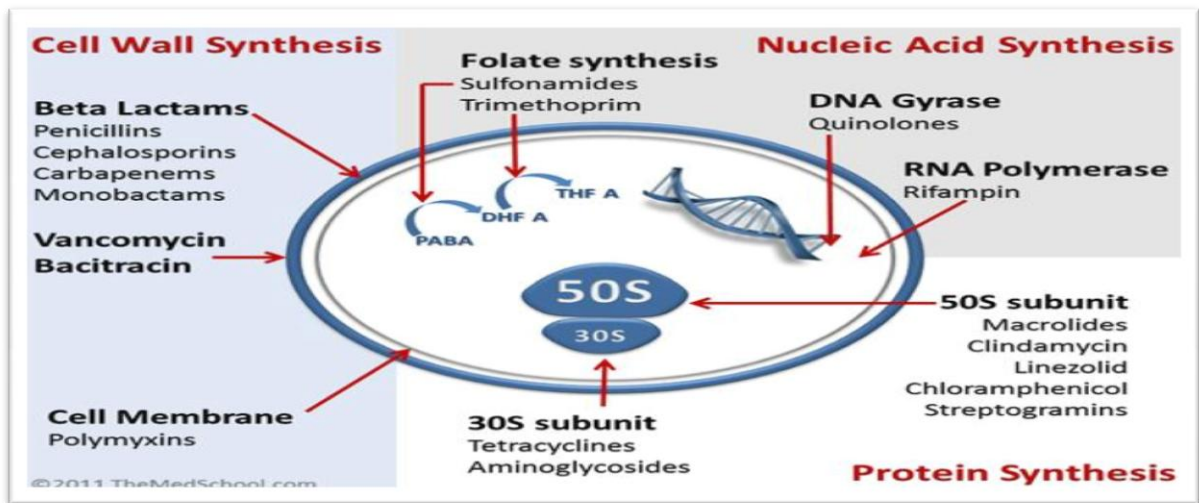 Cell Wall Synthesis
Beta Lactams
Penicillins
Cephalosporins
Carbapenems
Monobactams
Vancomycin
Bacitracin
Cell Membrane
Polymyxins
©2011 TheMedSchool.com
Folate synthesis
Sulfonamides
Trimethoprim
PABA
DHF A
THF A
Nucleic Acid Synthesis
DNA Gyrase
Quinolones
RNA Polymerase
Rifampin
50S
30S
50S subunit
Macrolides
Clindamycin
Linezolid
Chloramphenicol
Streptogramins
30S subunit
Tetracyclines
Aminoglycosides
Protein Synthesis